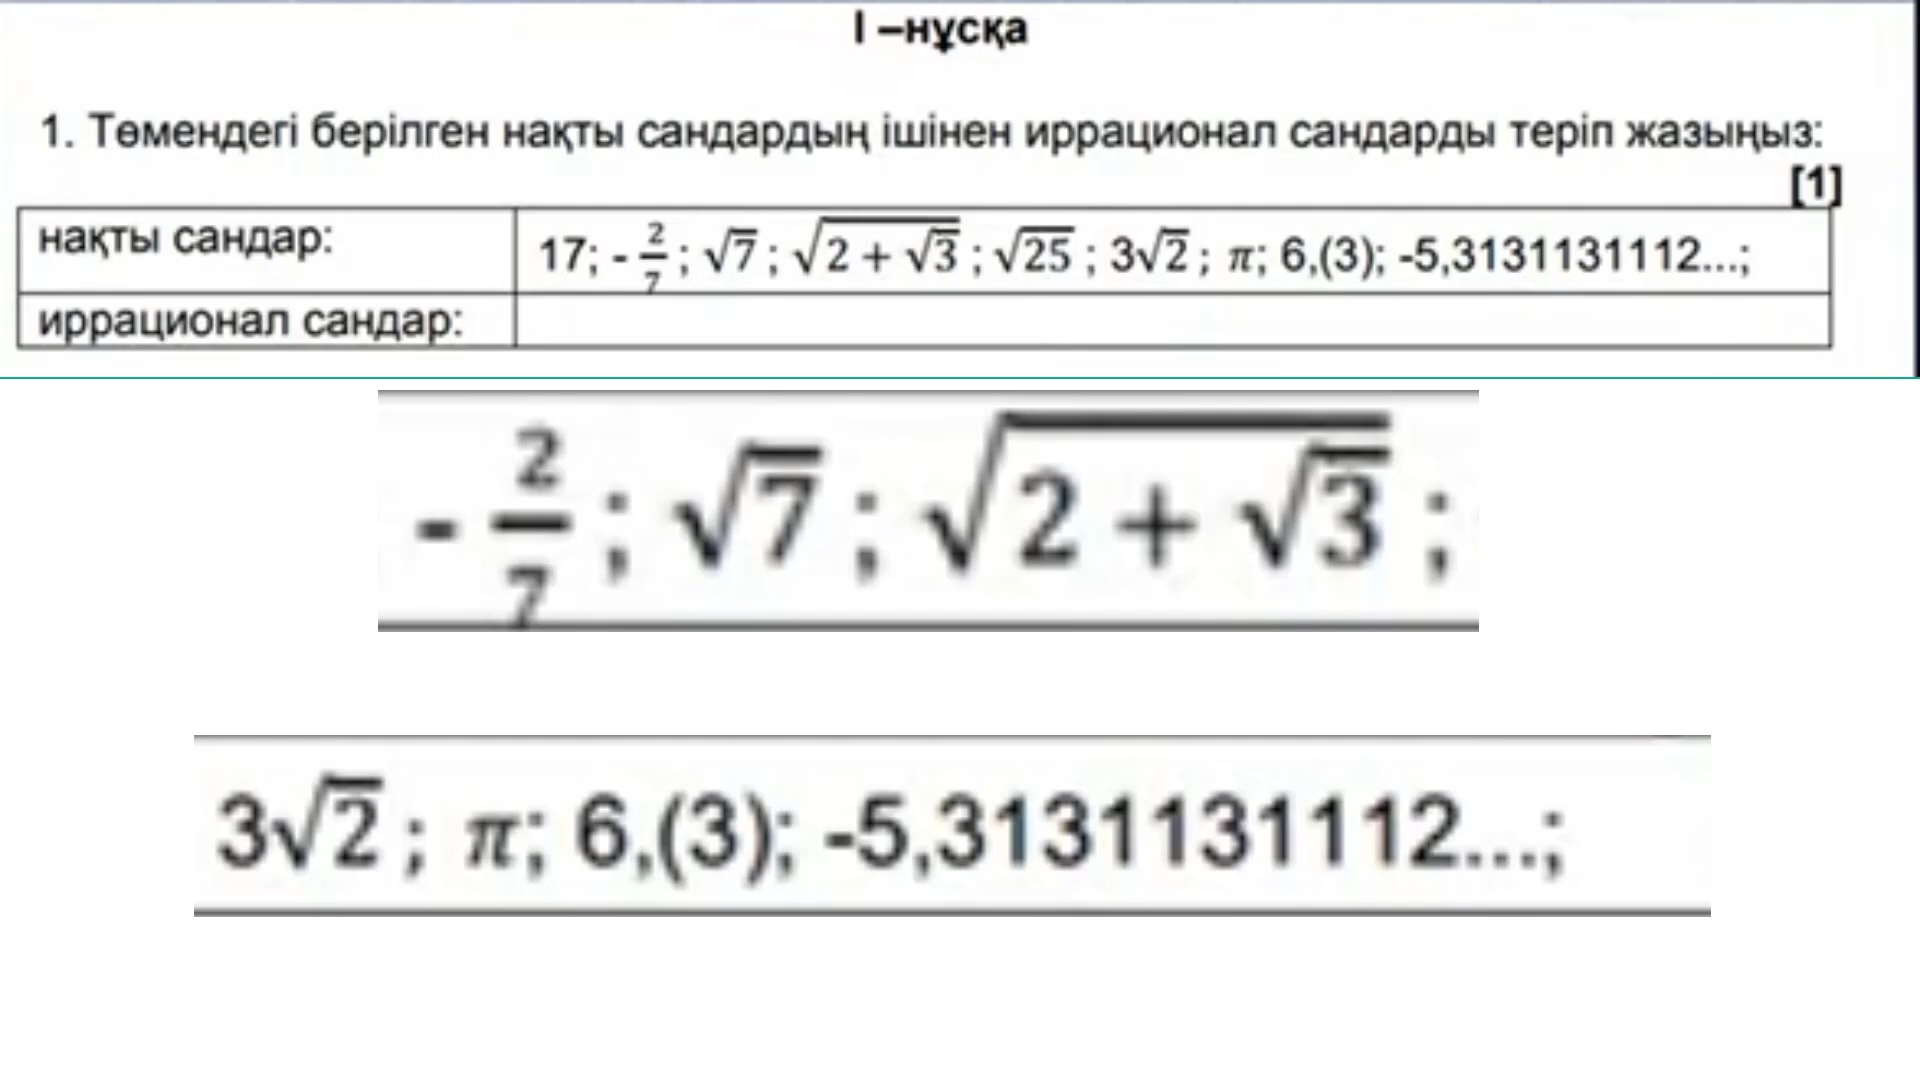 I –нұсқа
1. Төмендегі берілген нақты сандардың ішінен иррационал сандарды теріп жазыңыз:
[1]
нақты сандар: 17; - 2/7 ; √7 ; √(2 + √3) ; √25 ; 3√2 ; π; 6,(3); -5,3131131112...;
иррационал сандар:
- 2/7 ; √7 ; √(2 + √3) ;
3√2 ; π; 6,(3); -5,3131131112...;